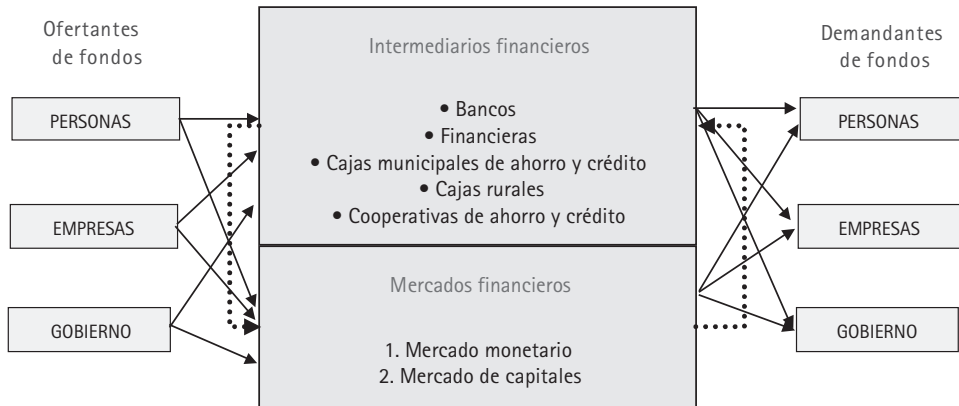 Ofertantes
de fondos
PERSONAS
EMPRESAS
GOBIERNO
Intermediarios financieros
• Bancos
• Financieras
• Cajas municipales de ahorro y crédito
• Cajas rurales
• Cooperativas de ahorro y crédito
Mercados financieros
1. Mercado monetario
2. Mercado de capitales
Demandantes
de fondos
PERSONAS
EMPRESAS
GOBIERNO